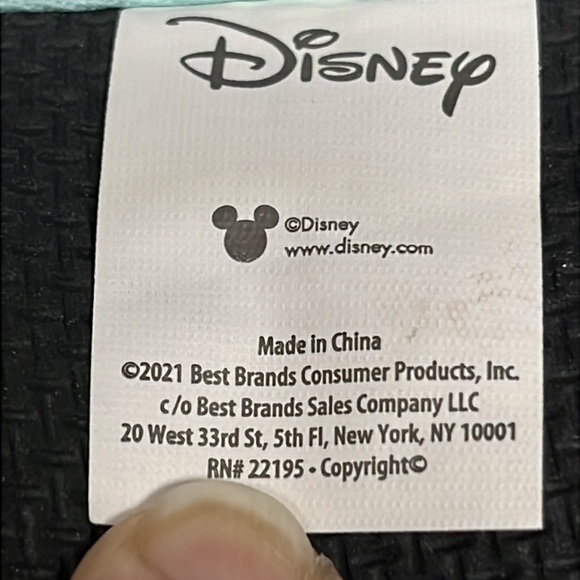 Disney
©Disney
www.disney.com
Made in China
©2021 Best Brands Consumer Products, Inc.
c/o Best Brands Sales Company LLC
20 West 33rd St, 5th Fl, New York, NY 10001
RN# 22195 • Copyright©